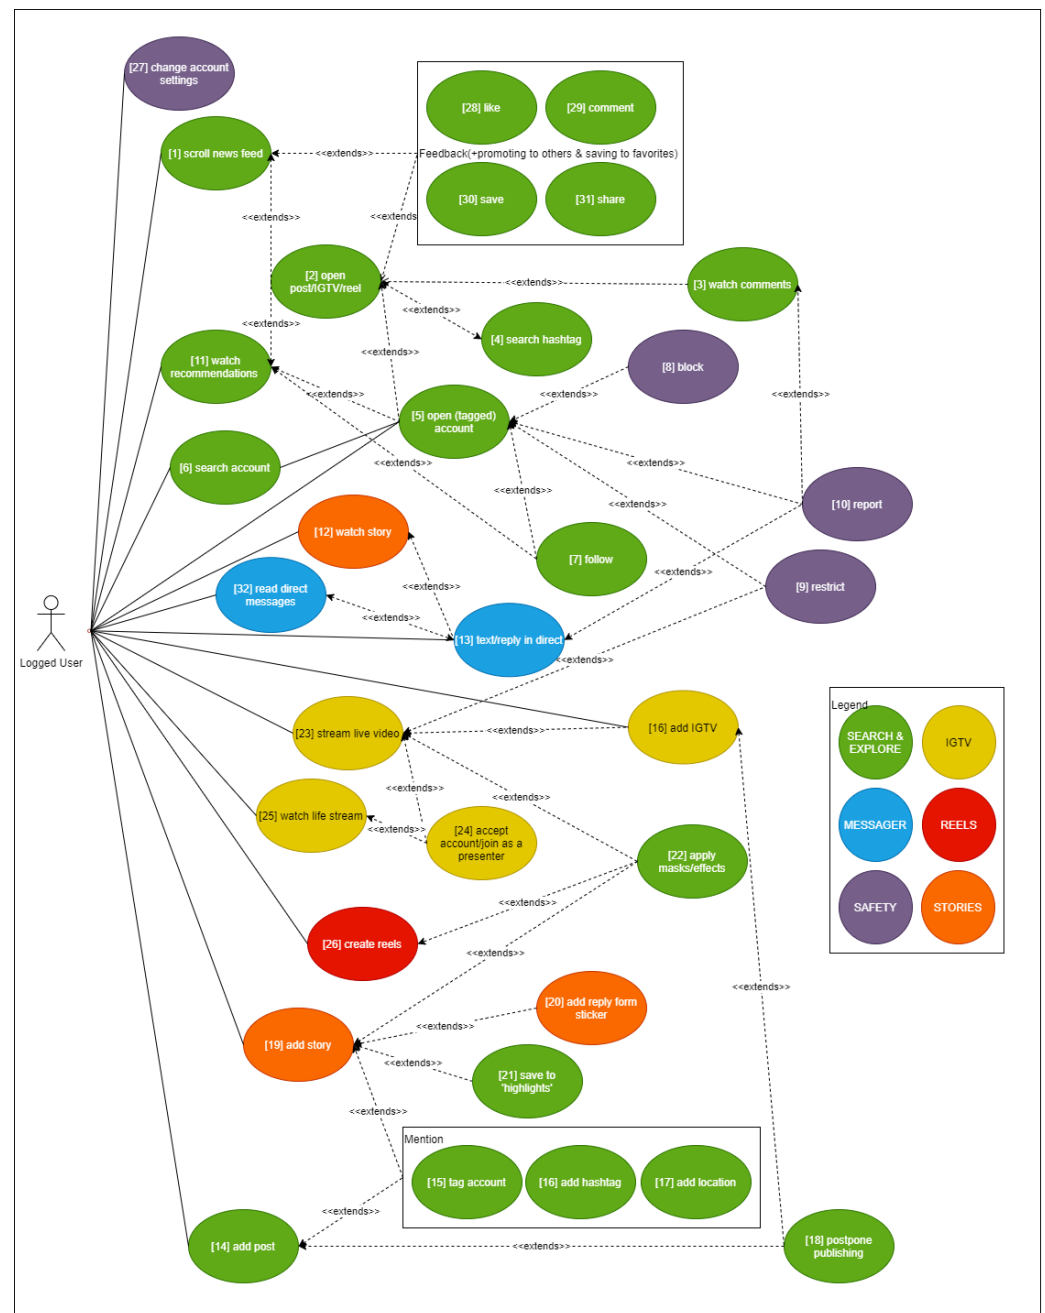 [27] change account
settings
[28] like
[29] comment
[1] scroll news feed
<<extends>>
Feedback(+promoting to others & saving to favorites)
[30] save
[31] share
<<extends>>
<<extends>>
[2] open
post/IGTV/reel
<<extends>>
[3] watch comments
<<extends>>
<<extends>>
[4] search hashtag
<<extends>>
[11] watch
recommendations
<<extends>>
[8] block
<<extends>>
<<extends>>
<<extends>>
[5] open (tagged)
account
[6] search account
<<extends>>
<<extends>>
<<extends>>
<<extends>>
[10] report
[12] watch story
[7] follow
<<extends>>
[9] restrict
[32] read direct
messages
<<extends>>
<<extends>>
[13] text/reply in direct
<<extends>>
Logged User
[23] stream live video
<<extends>>
[16] add IGTV
Legend
SEARCH &
EXPLORE
IGTV
<<extends>>
<<extends>>
[25] watch life stream
<<extends>>
[24] accept
account/join as a
presenter
MESSAGER
REELS
[22] apply
masks/effects
<<extends>>
SAFETY
STORIES
[26] create reels
<<extends>>
<<extends>>
[20] add reply form
sticker
<<extends>>
[19] add story
<<extends>>
[21] save to
'highlights'
<<extends>>
Mention
[15] tag account
[16] add hashtag
[17] add location
<<extends>>
[14] add post
<<extends>>
[18] postpone
publishing